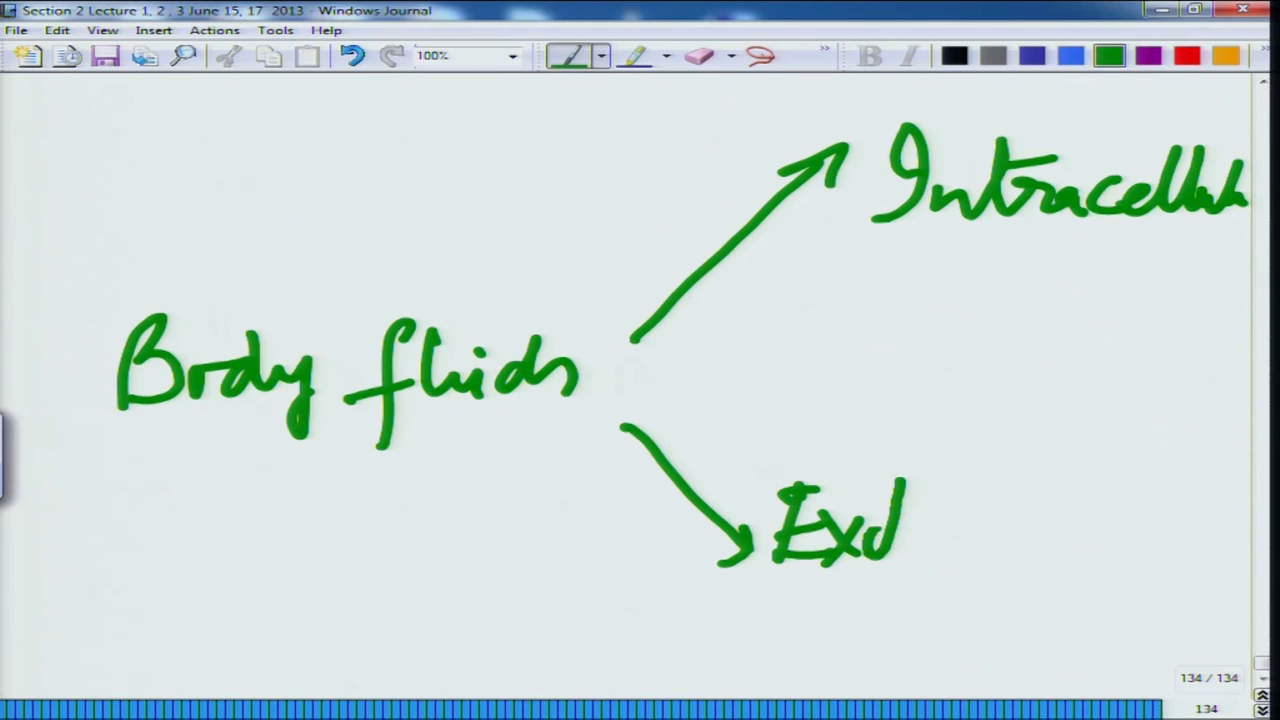 Section 2 Lecture 1, 2 , 3 June 15, 17 2013 - Windows Journal
File Edit View Insert Actions Tools Help
100%
B I
Intracellula
Body fluids
Exd
134 / 134
134